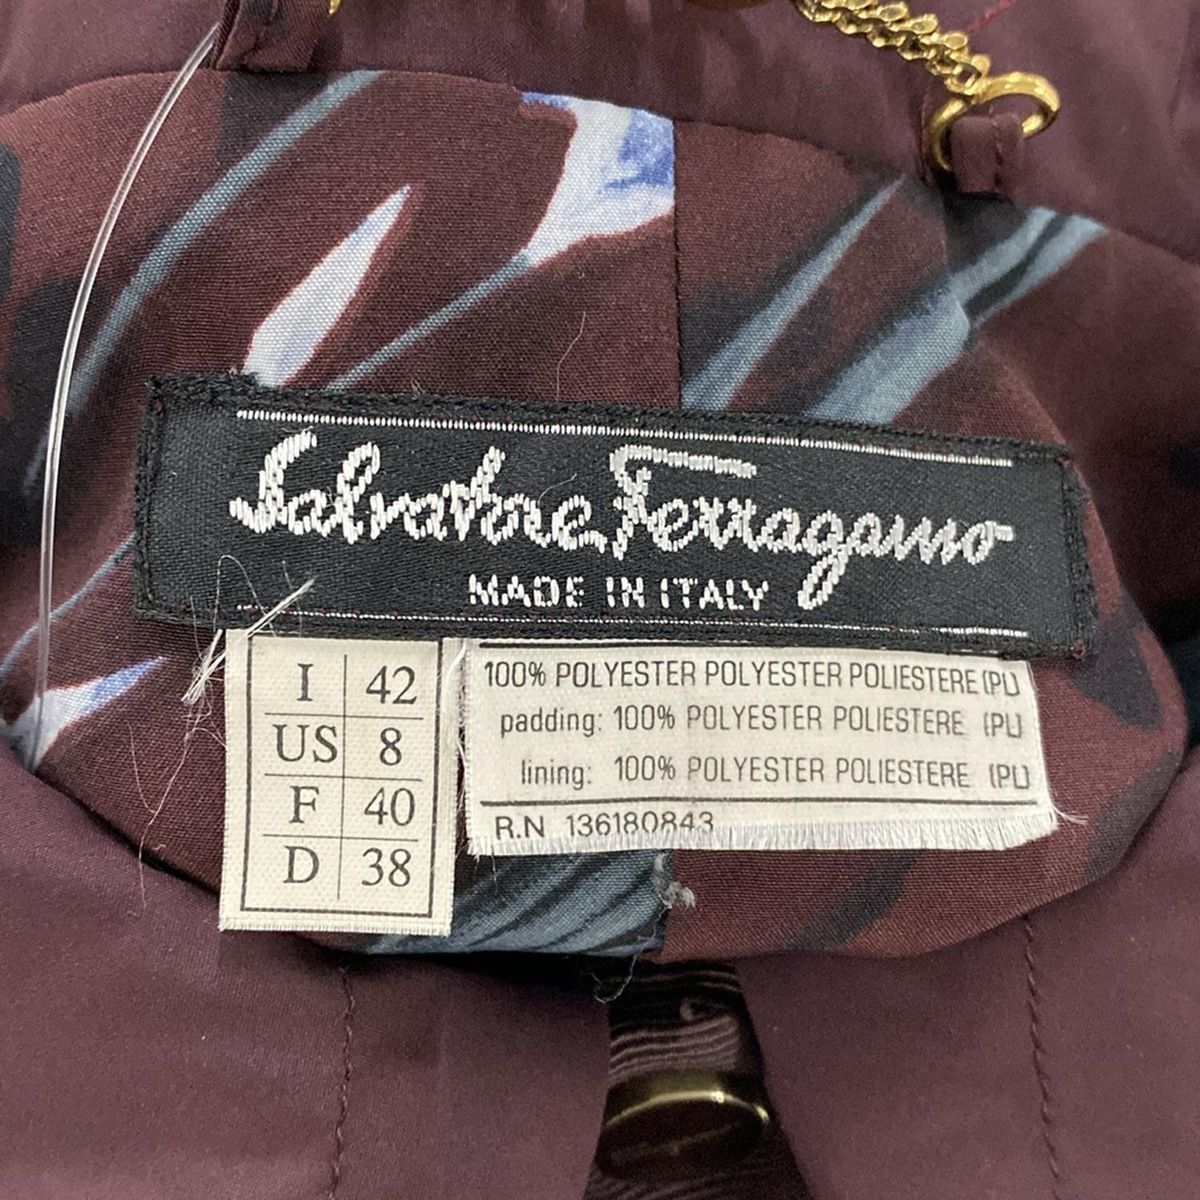 Salvatore Ferragamo
MADE IN ITALY
I 42
US 8
F 40
D 38
100% POLYESTER POLYESTER POLIESTERE (PL)
padding: 100% POLYESTER POLIESTERE (PL)
lining: 100% POLYESTER POLIESTERE (PL)
R.N 136180843